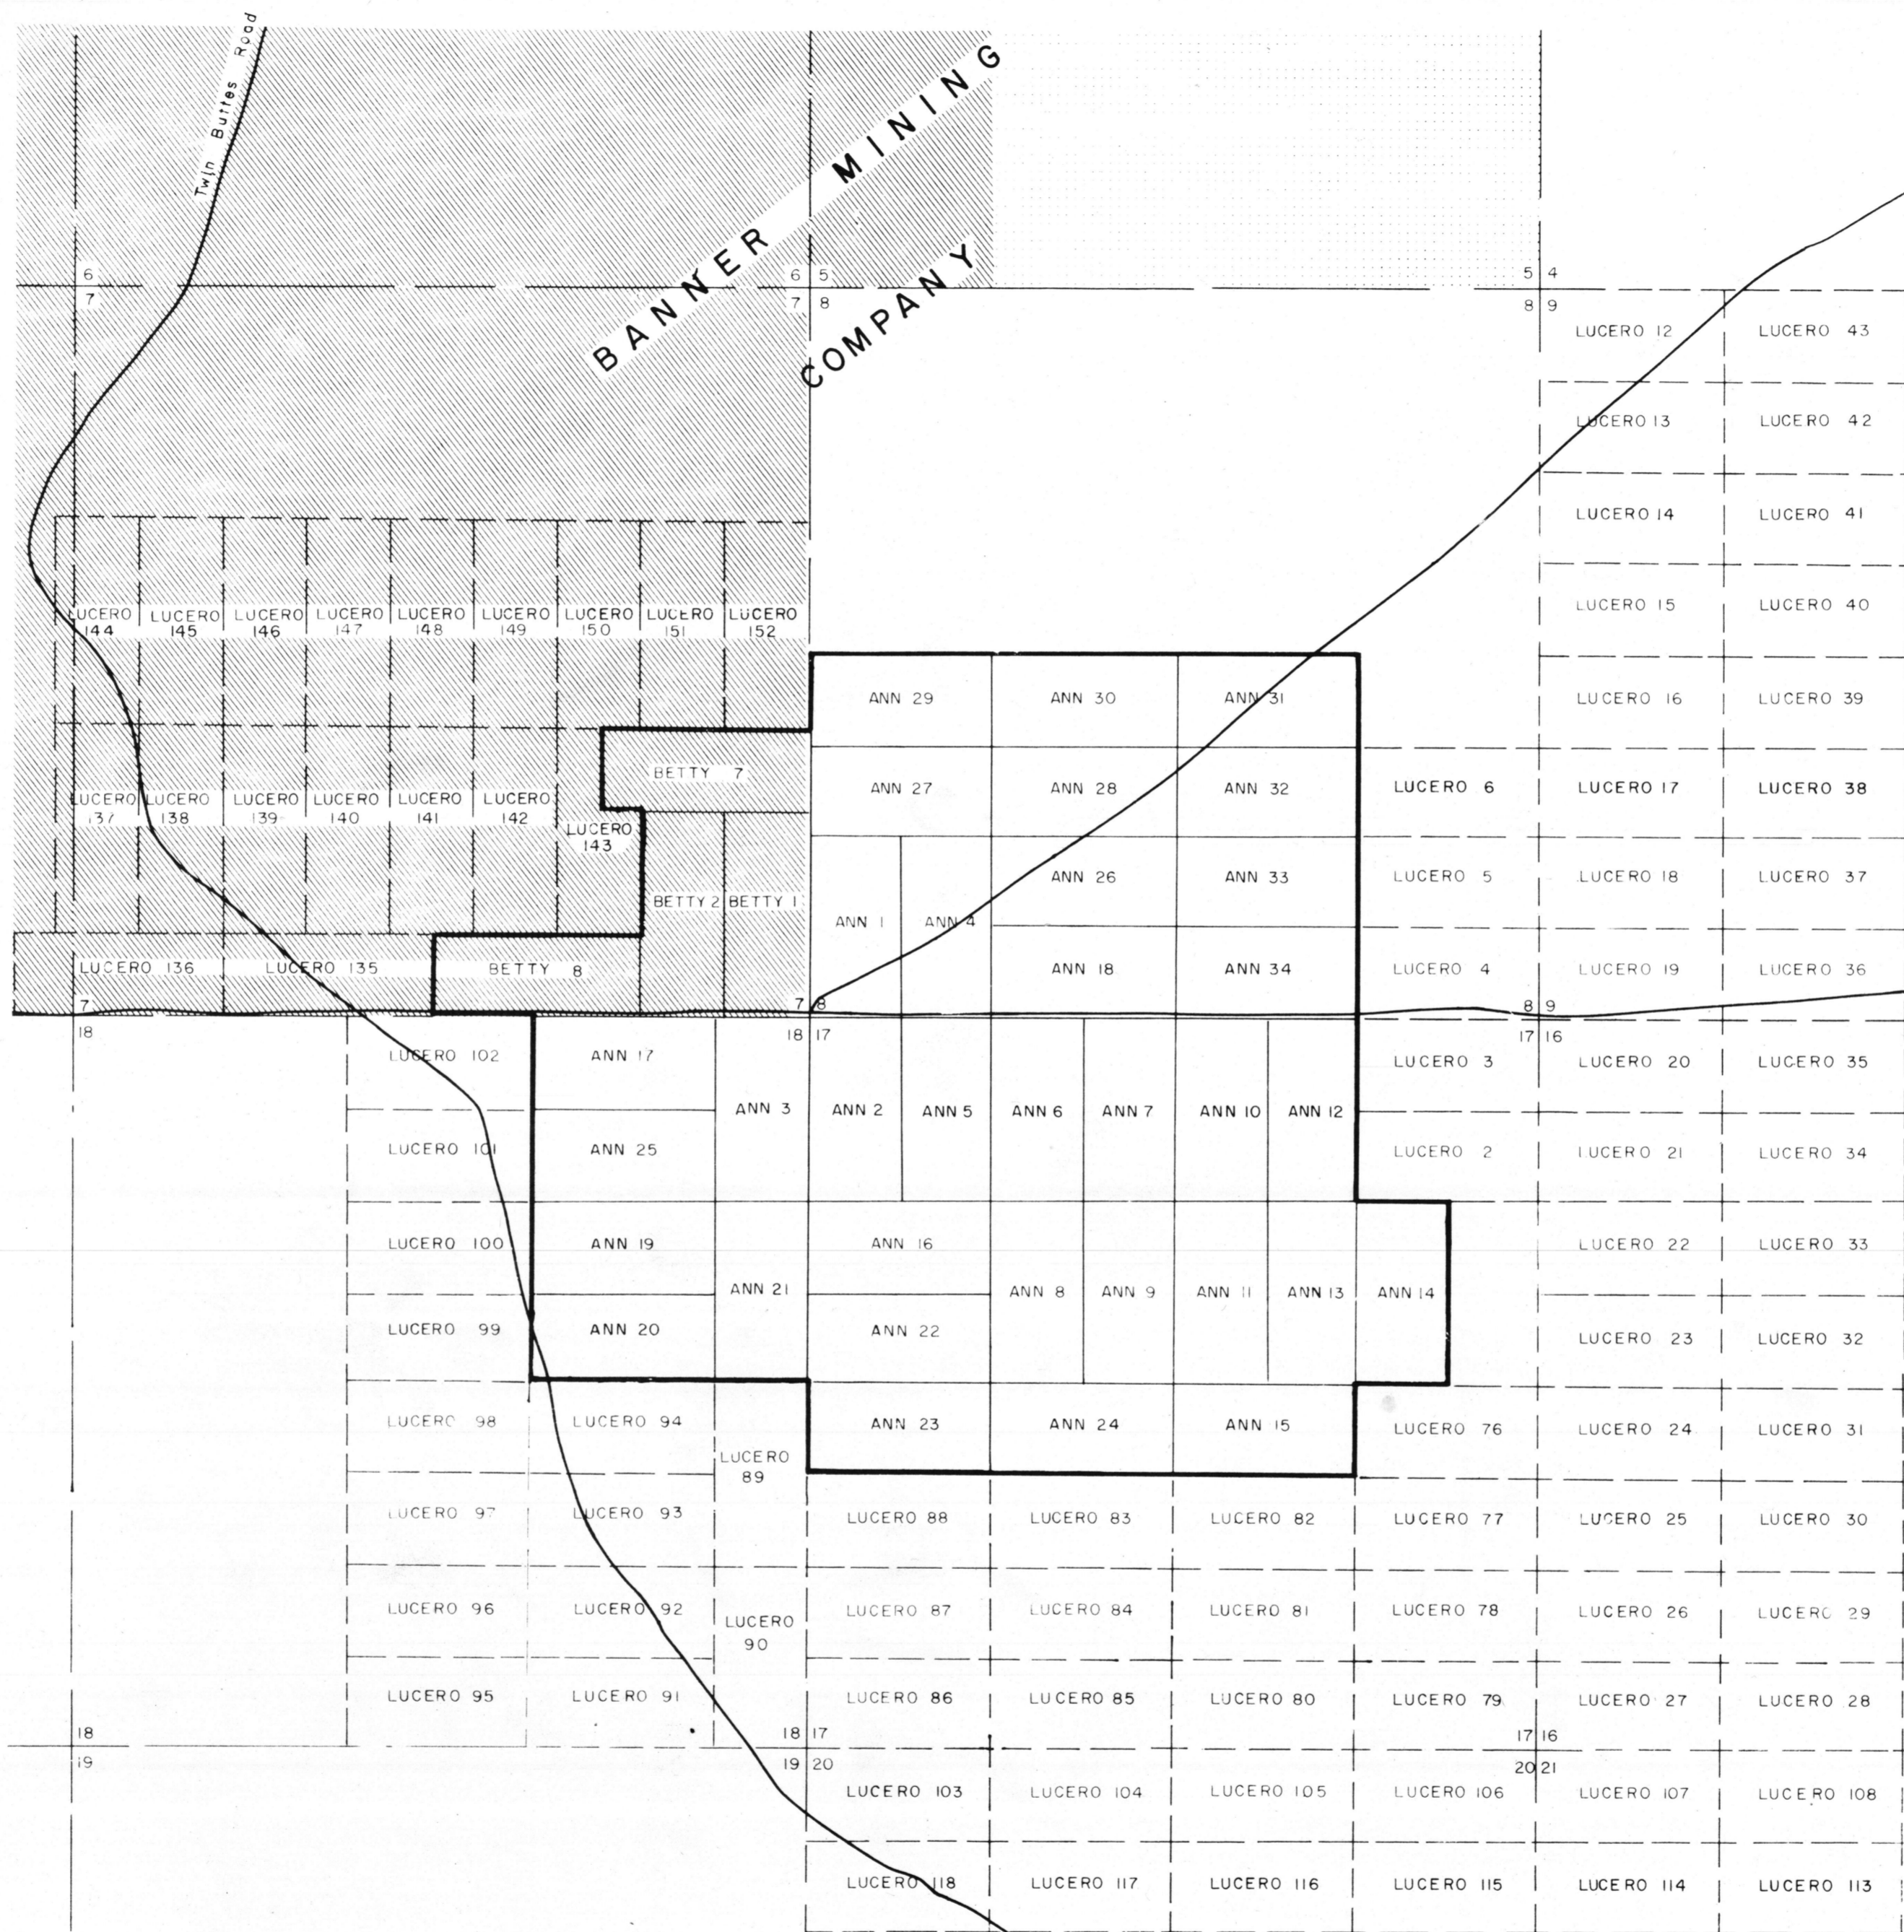 Twin Buttes Road
BANNER MINING
COMPANY
6
7
6 5
7 8
5 4
8 9
LUCERO 12
LUCERO 43
LUCERO 13
LUCERO 42
LUCERO 14
LUCERO 41
LUCERO 15
LUCERO 40
LUCERO 144
LUCERO 145
LUCERO 146
LUCERO 147
LUCERO 148
LUCERO 149
LUCERO 150
LUCERO 151
LUCERO 152
ANN 29
ANN 30
ANN 31
LUCERO 16
LUCERO 39
BETTY 7
ANN 27
ANN 28
ANN 32
LUCERO 6
LUCERO 17
LUCERO 38
LUCERO 137
LUCERO 138
LUCERO 139
LUCERO 140
LUCERO 141
LUCERO 142
LUCERO 143
ANN 26
ANN 33
LUCERO 5
LUCERO 18
LUCERO 37
BETTY 2
BETTY 1
ANN 1
ANN 4
LUCERO 136
LUCERO 135
BETTY 8
ANN 18
ANN 34
LUCERO 4
LUCERO 19
LUCERO 36
7
18
7 8
18 17
8 9
17 16
LUCERO 102
ANN 17
LUCERO 3
LUCERO 20
LUCERO 35
ANN 3
ANN 2
ANN 5
ANN 6
ANN 7
ANN 10
ANN 12
LUCERO 101
ANN 25
LUCERO 2
LUCERO 21
LUCERO 34
LUCERO 100
ANN 19
ANN 16
LUCERO 22
LUCERO 33
ANN 21
ANN 8
ANN 9
ANN 11
ANN 13
ANN 14
LUCERO 99
ANN 20
ANN 22
LUCERO 23
LUCERO 32
LUCERO 98
LUCERO 94
LUCERO 89
ANN 23
ANN 24
ANN 15
LUCERO 76
LUCERO 24
LUCERO 31
LUCERO 97
LUCERO 93
LUCERO 88
LUCERO 83
LUCERO 82
LUCERO 77
LUCERO 25
LUCERO 30
LUCERO 96
LUCERO 92
LUCERO 90
LUCERO 87
LUCERO 84
LUCERO 81
LUCERO 78
LUCERO 26
LUCERO 29
LUCERO 95
LUCERO 91
LUCERO 86
LUCERO 85
LUCERO 80
LUCERO 79
LUCERO 27
LUCERO 28
18
19
18 17
19 20
17 16
20 21
LUCERO 103
LUCERO 104
LUCERO 105
LUCERO 106
LUCERO 107
LUCERO 108
LUCERO 118
LUCERO 117
LUCERO 116
LUCERO 115
LUCERO 114
LUCERO 113